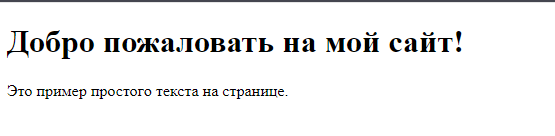 Добро пожаловать на мой сайт!
Это пример простого текста на странице.